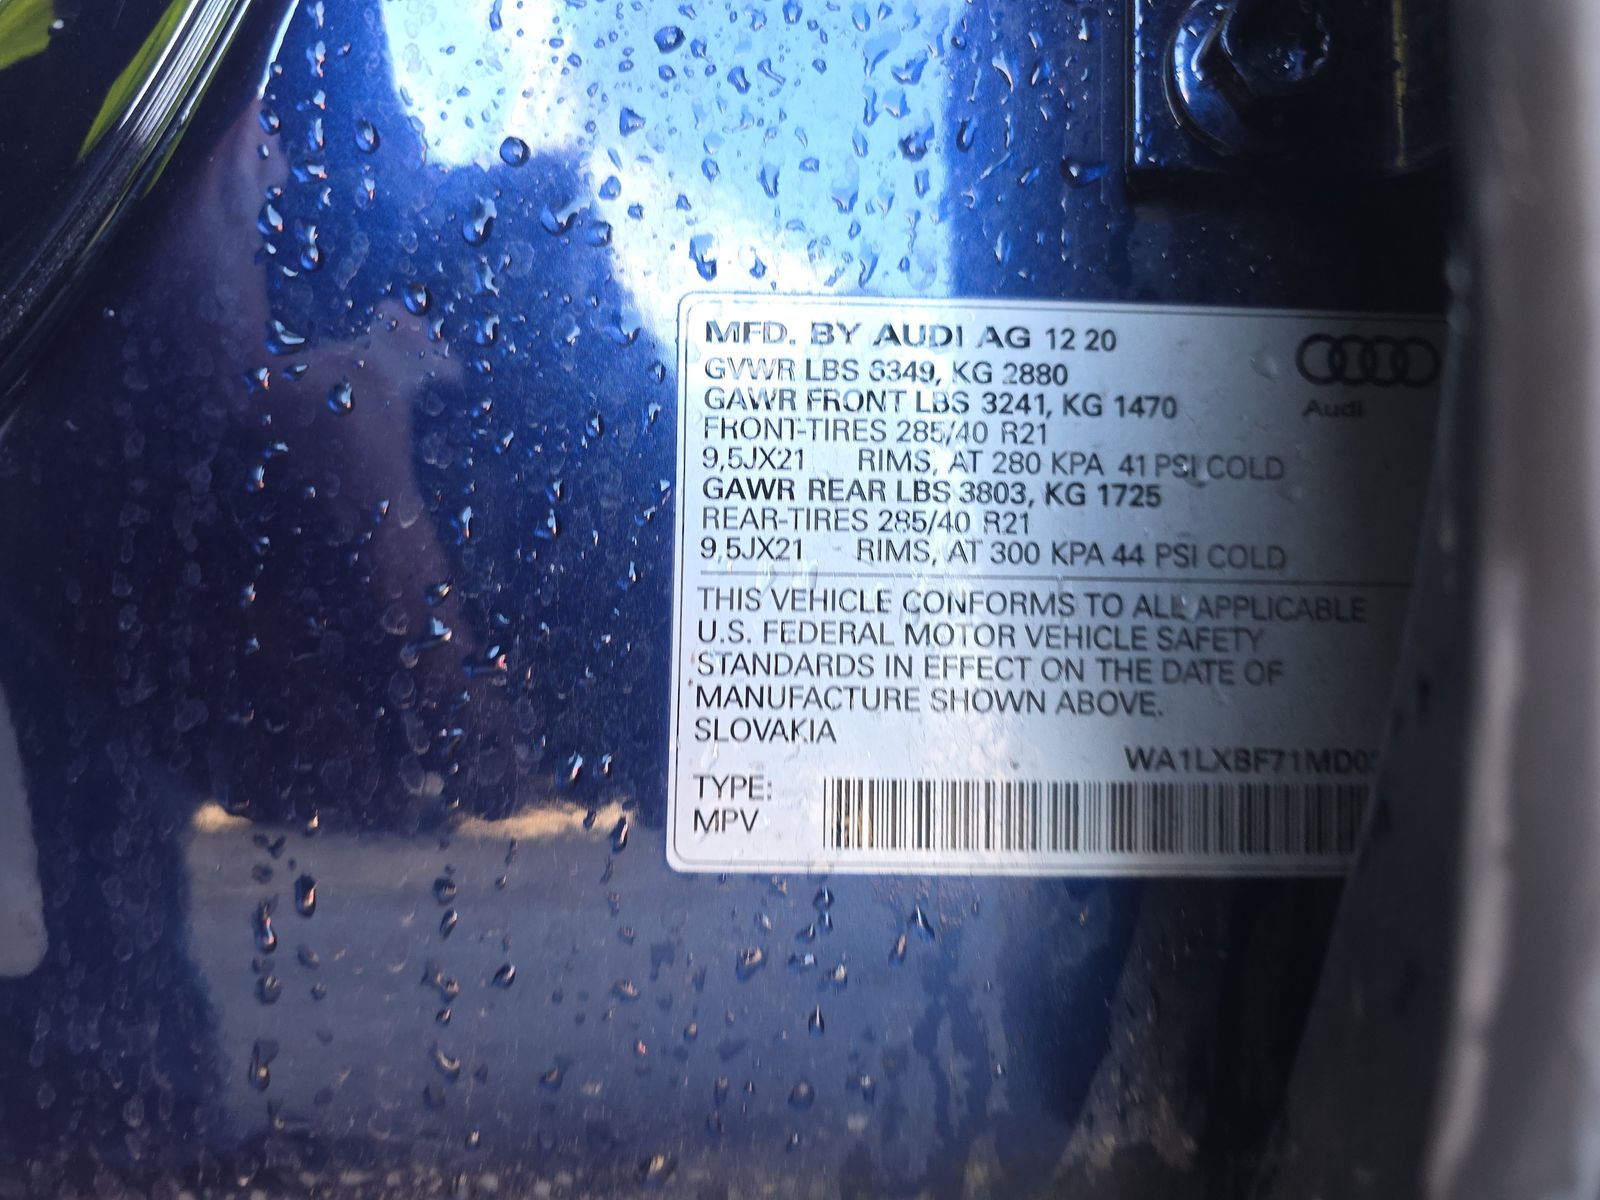 MFD. BY AUDI AG 12 20
GVWR LBS 6349, KG 2880
GAWR FRONT LBS 3241, KG 1470
FRONT-TIRES 285/40 R21
9,5JX21 RIMS, AT 280 KPA 41 PSI COLD
GAWR REAR LBS 3803, KG 1725
REAR-TIRES 285/40 R21
9,5JX21 RIMS, AT 300 KPA 44 PSI COLD
Audi
THIS VEHICLE CONFORMS TO ALL APPLICABLE
U.S. FEDERAL MOTOR VEHICLE SAFETY
STANDARDS IN EFFECT ON THE DATE OF
MANUFACTURE SHOWN ABOVE.
SLOVAKIA
TYPE:
MPV